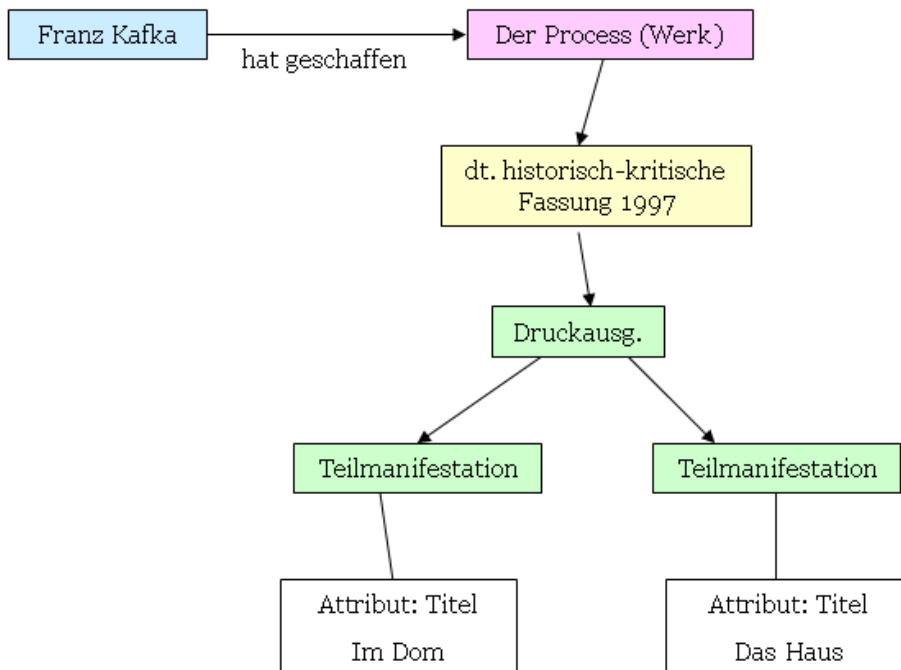 Franz Kafka
hat geschaffen
Der Process (Werk)
dt. historisch-kritische
Fassung 1997
Druckausg.
Teilmanifestation
Teilmanifestation
Attribut: Titel
Im Dom
Attribut: Titel
Das Haus